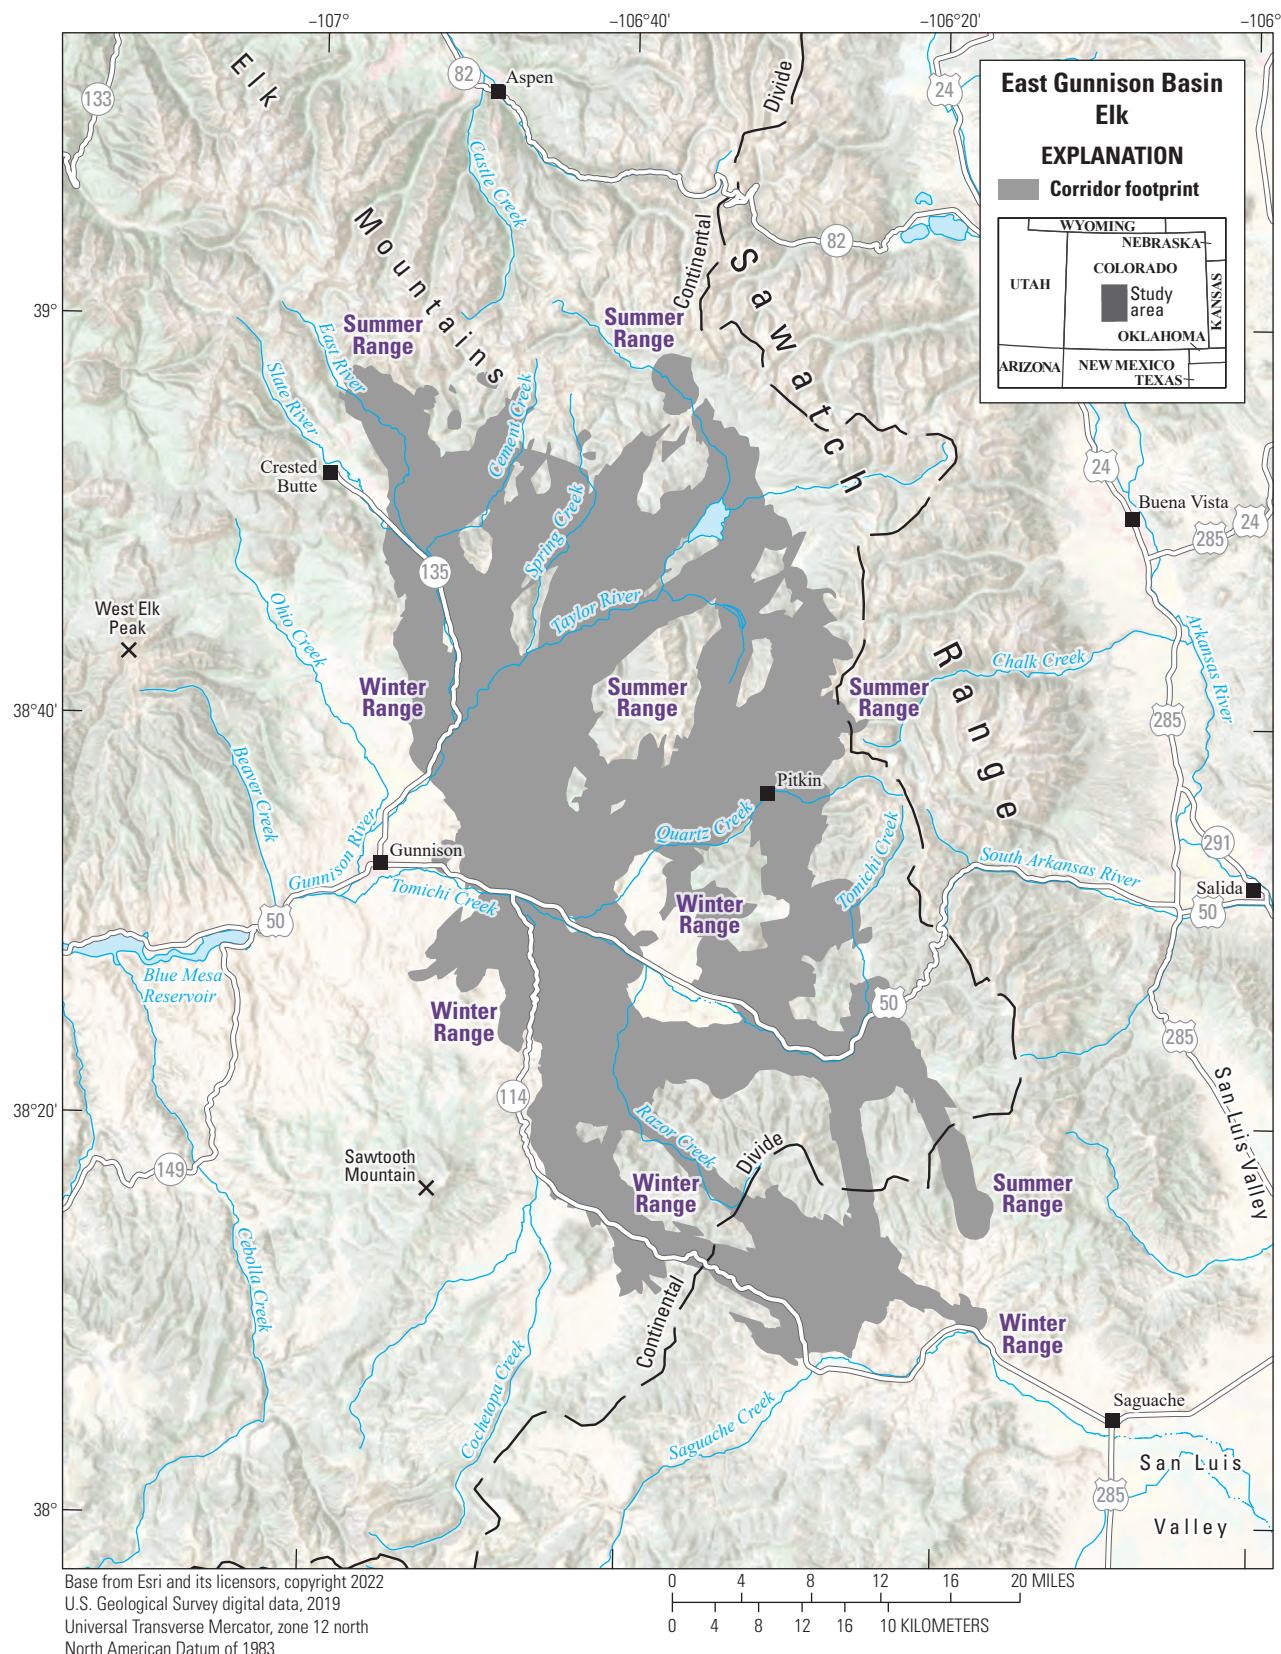 −107°
−106°40'
−106°20'
−106°
39°
38°40'
38°20'
38°
East Gunnison Basin
Elk
EXPLANATION
Corridor footprint
WYOMING
NEBRASKA
UTAH
COLORADO
KANSAS
Study
area
OKLAHOMA
ARIZONA
NEW MEXICO
TEXAS
133
Elk
82
Aspen
Divide
24
Castle Creek
Mountains
Continental
Sawatch
82
Summer
Range
Summer
Range
East River
Slate River
Cement Creek
Crested
Butte
24
Buena Vista
285
24
Spring Creek
135
Taylor River
Ohio Creek
West Elk
Peak
Arkansas River
Range
Chalk Creek
Winter
Range
Summer
Range
Summer
Range
285
Beaver Creek
Pitkin
Quartz Creek
Tomichi Creek
291
Gunnison River
Gunnison
Tomichi Creek
South Arkansas River
Salida
50
50
Winter
Range
Blue Mesa
Reservoir
Winter
Range
50
285
San Luis Valley
114
Razor Creek
Divide
149
Sawtooth
Mountain
Winter
Range
Summer
Range
Cebolla Creek
Continental
Winter
Range
Cochetopa Creek
Saguache Creek
Saguache
San Luis
Valley
285
Base from Esri and its licensors, copyright 2022
U.S. Geological Survey digital data, 2019
Universal Transverse Mercator, zone 12 north
North American Datum of 1983
0 4 8 12 16 20 MILES
0 4 8 12 16 10 KILOMETERS